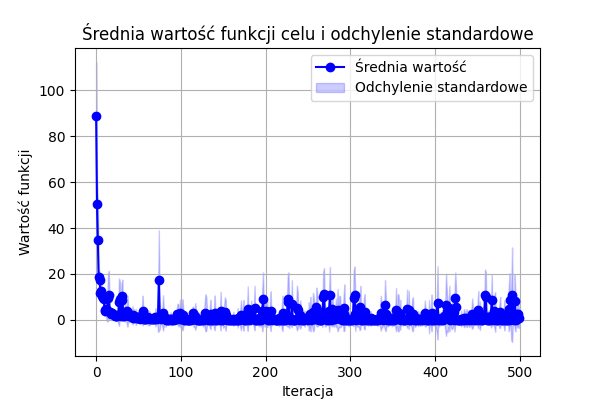 Średnia wartość funkcji celu i odchylenie standardowe
Średnia wartość
Odchylenie standardowe
Wartość funkcji
100
80
60
40
20
0
0 100 200 300 400 500
Iteracja